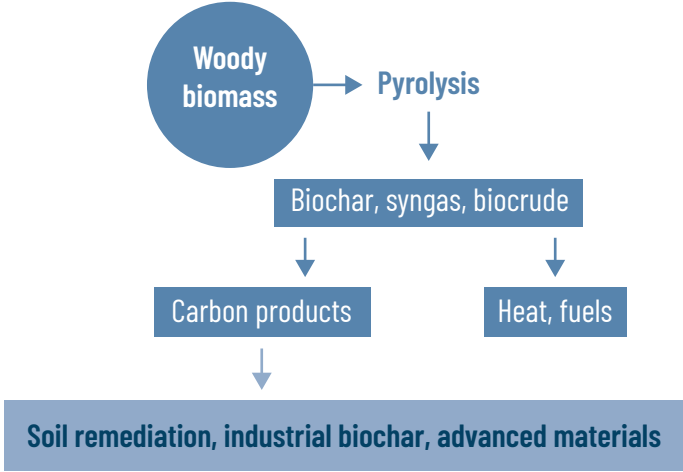 Woody
biomass
Pyrolysis
Biochar, syngas, biocrude
Carbon products
Heat, fuels
Soil remediation, industrial biochar, advanced materials